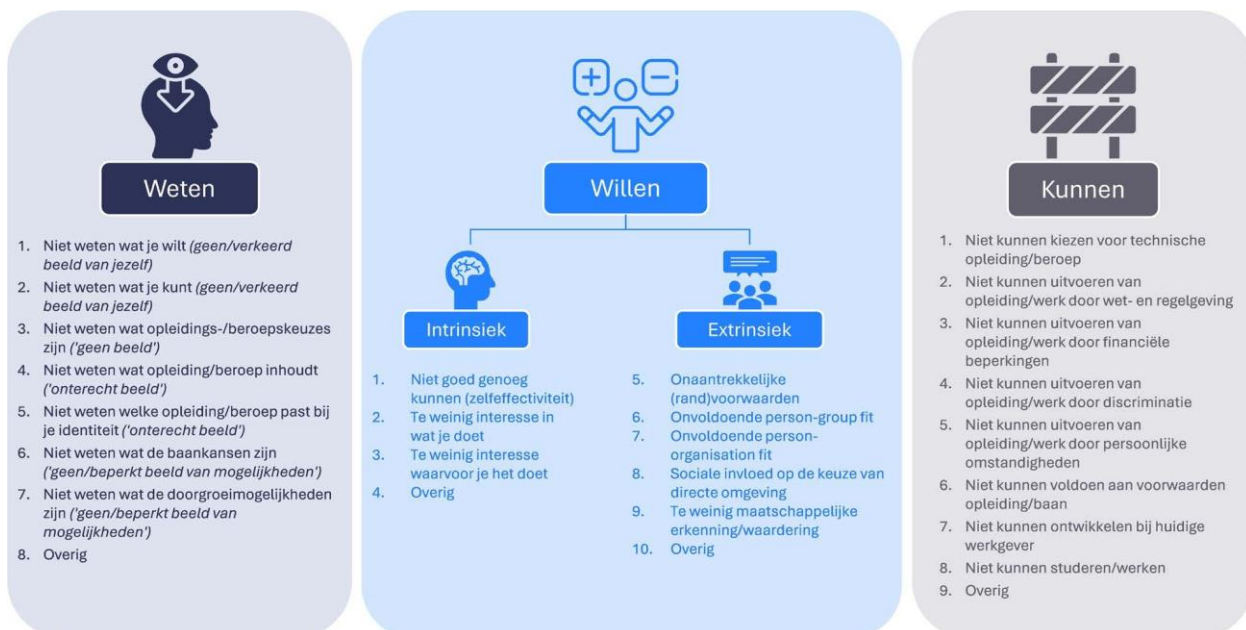 Weten
1. Niet weten wat je wilt (geen/verkeerd
beeld van jezelf)
2. Niet weten wat je kunt (geen/verkeerd
beeld van jezelf)
3. Niet weten wat opleidings-/beroepskeuzes
zijn ('geen beeld')
4. Niet weten wat opleiding/beroep inhoudt
('onterecht beeld')
5. Niet weten welke opleiding/beroep past bij
je identiteit ('onterecht beeld')
6. Niet weten wat de baankansen zijn
('geen/beperkt beeld van mogelijkheden')
7. Niet weten wat de doorgroeimogelijkheden
zijn ('geen/beperkt beeld van
mogelijkheden')
8. Overig
Willen
Intrinsiek
1. Niet goed genoeg
kunnen (zelfeffectiviteit)
2. Te weinig interesse in
wat je doet
3. Te weinig interesse
waarvoor je het doet
4. Overig
Extrinsiek
5. Onaantrekkelijke
(rand)voorwaarden
6. Onvoldoende person-group fit
7. Onvoldoende person-
organisation fit
8. Sociale invloed op de keuze van
directe omgeving
9. Te weinig maatschappelijke
erkenning/waardering
10. Overig
Kunnen
1. Niet kunnen kiezen voor technische
opleiding/beroep
2. Niet kunnen uitvoeren van
opleiding/werk door wet- en regelgeving
3. Niet kunnen uitvoeren van
opleiding/werk door financiële
beperkingen
4. Niet kunnen uitvoeren van
opleiding/werk door discriminatie
5. Niet kunnen uitvoeren van
opleiding/werk door persoonlijke
omstandigheden
6. Niet kunnen voldoen aan voorwaarden
opleiding/baan
7. Niet kunnen ontwikkelen bij huidige
werkgever
8. Niet kunnen studeren/werken
9. Overig